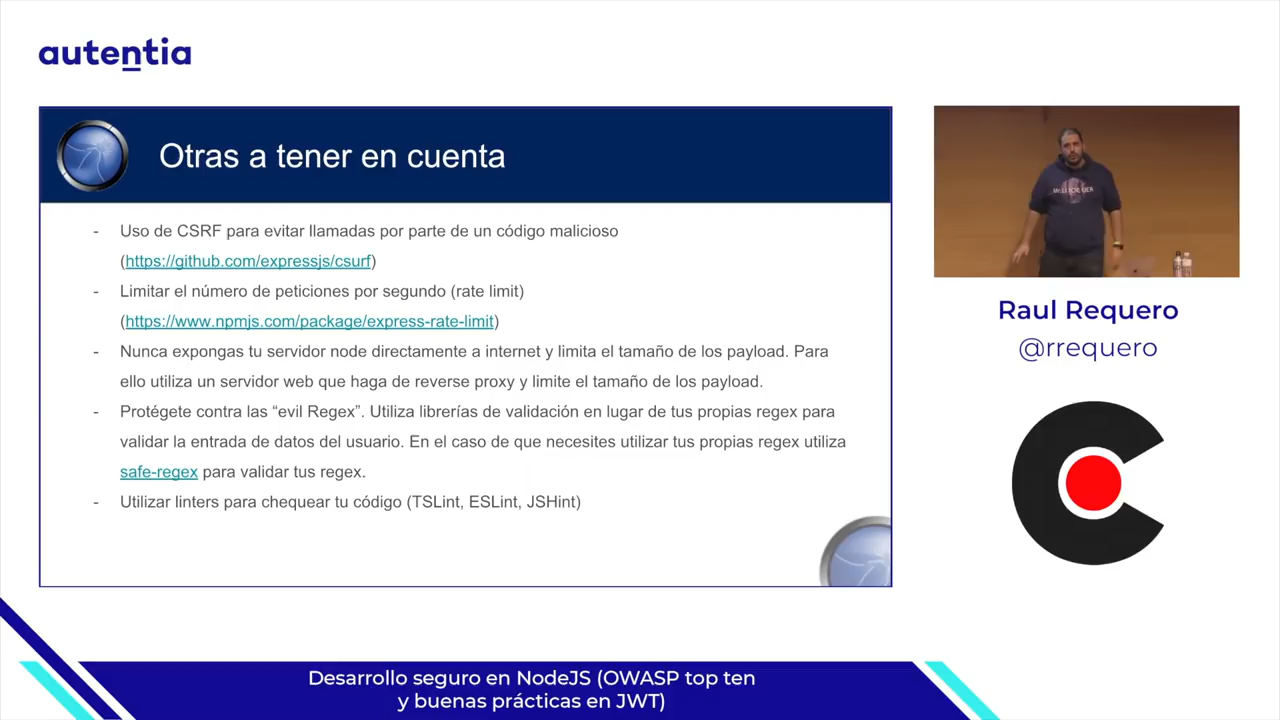 autentia
Otras a tener en cuenta
- Uso de CSRF para evitar llamadas por parte de un código malicioso
(https://github.com/expressjs/csurf)
- Limitar el número de peticiones por segundo (rate limit)
(https://www.npmjs.com/package/express-rate-limit)
- Nunca expongas tu servidor node directamente a internet y limita el tamaño de los payload. Para
ello utiliza un servidor web que haga de reverse proxy y limite el tamaño de los payload.
- Protégete contra las “evil Regex”. Utiliza librerías de validación en lugar de tus propias regex para
validar la entrada de datos del usuario. En el caso de que necesites utilizar tus propias regex utiliza
safe-regex para validar tus regex.
- Utilizar linters para chequear tu código (TSLint, ESLint, JSHint)
Raul Requero
@rrequero
Desarrollo seguro en NodeJS (OWASP top ten
y buenas prácticas en JWT)